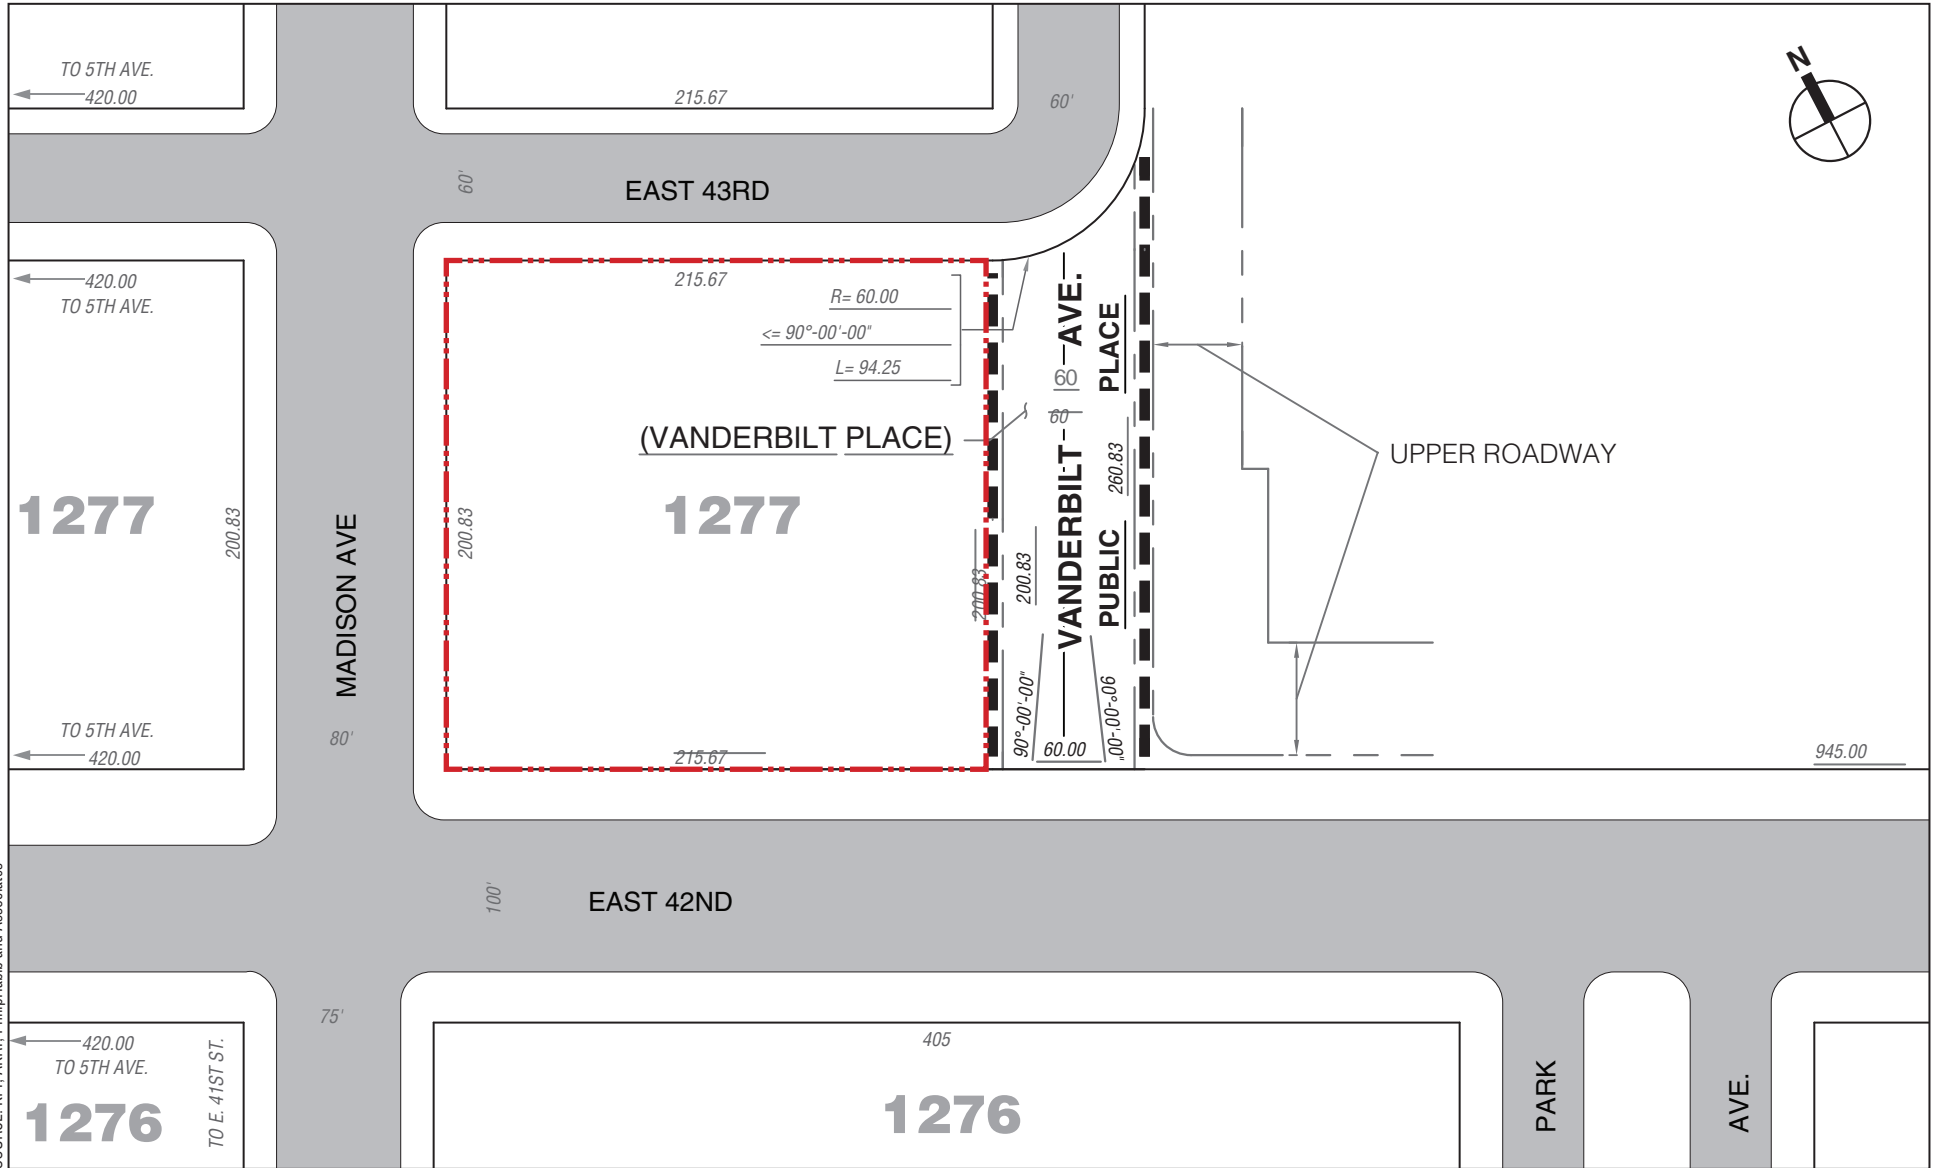 TO 5TH AVE.
420.00
215.67
60'
N
60'
EAST 43RD
420.00
TO 5TH AVE.
215.67
R= 60.00
<= 90°-00'-00"
L= 94.25
(VANDERBILT PLACE)
VANDERBILT AVE.
60
60
PUBLIC PLACE
260.83
200.83
200.83
UPPER ROADWAY
1277
200.83
MADISON AVE
80'
200.83
1277
TO 5TH AVE.
420.00
215.67
90°-00'-00"
60.00
90°-00'-00"
945.00
100'
EAST 42ND
75'
420.00
TO 5TH AVE.
TO E. 41ST ST.
1276
405
1276
PARK AVE.